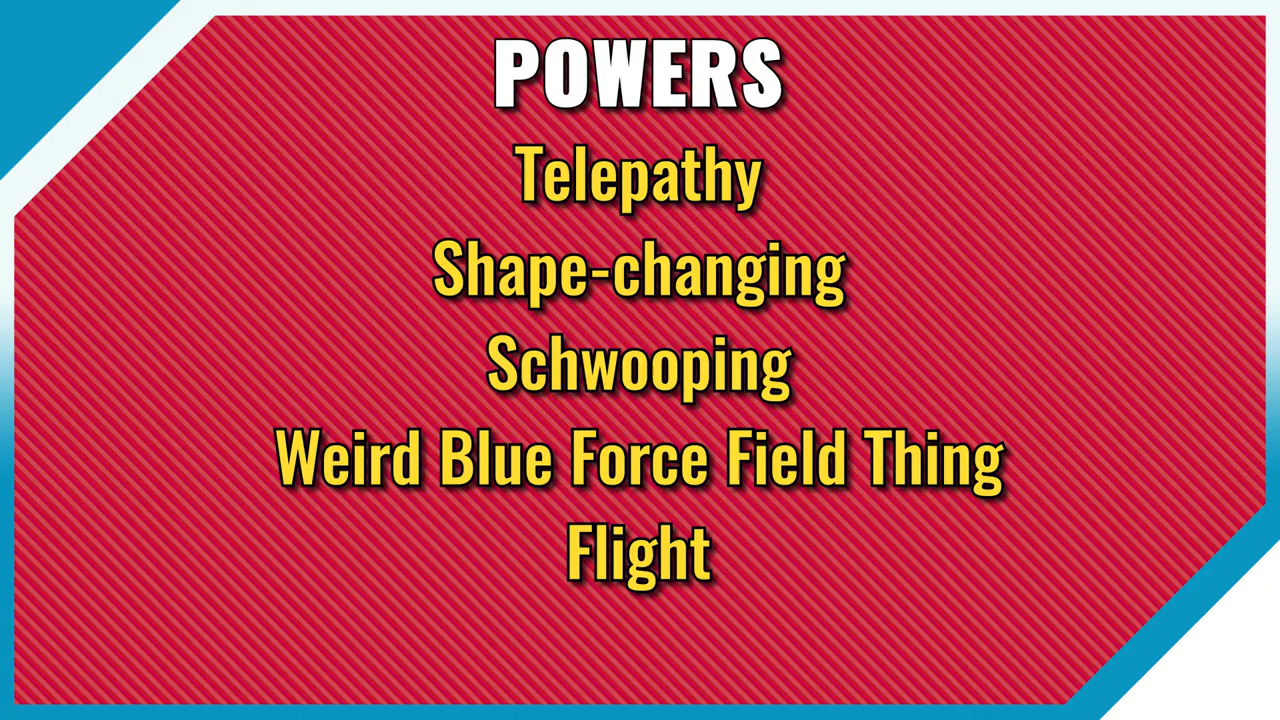 POWERS
Telepathy
Shape-changing
Schwooping
Weird Blue Force Field Thing
Flight